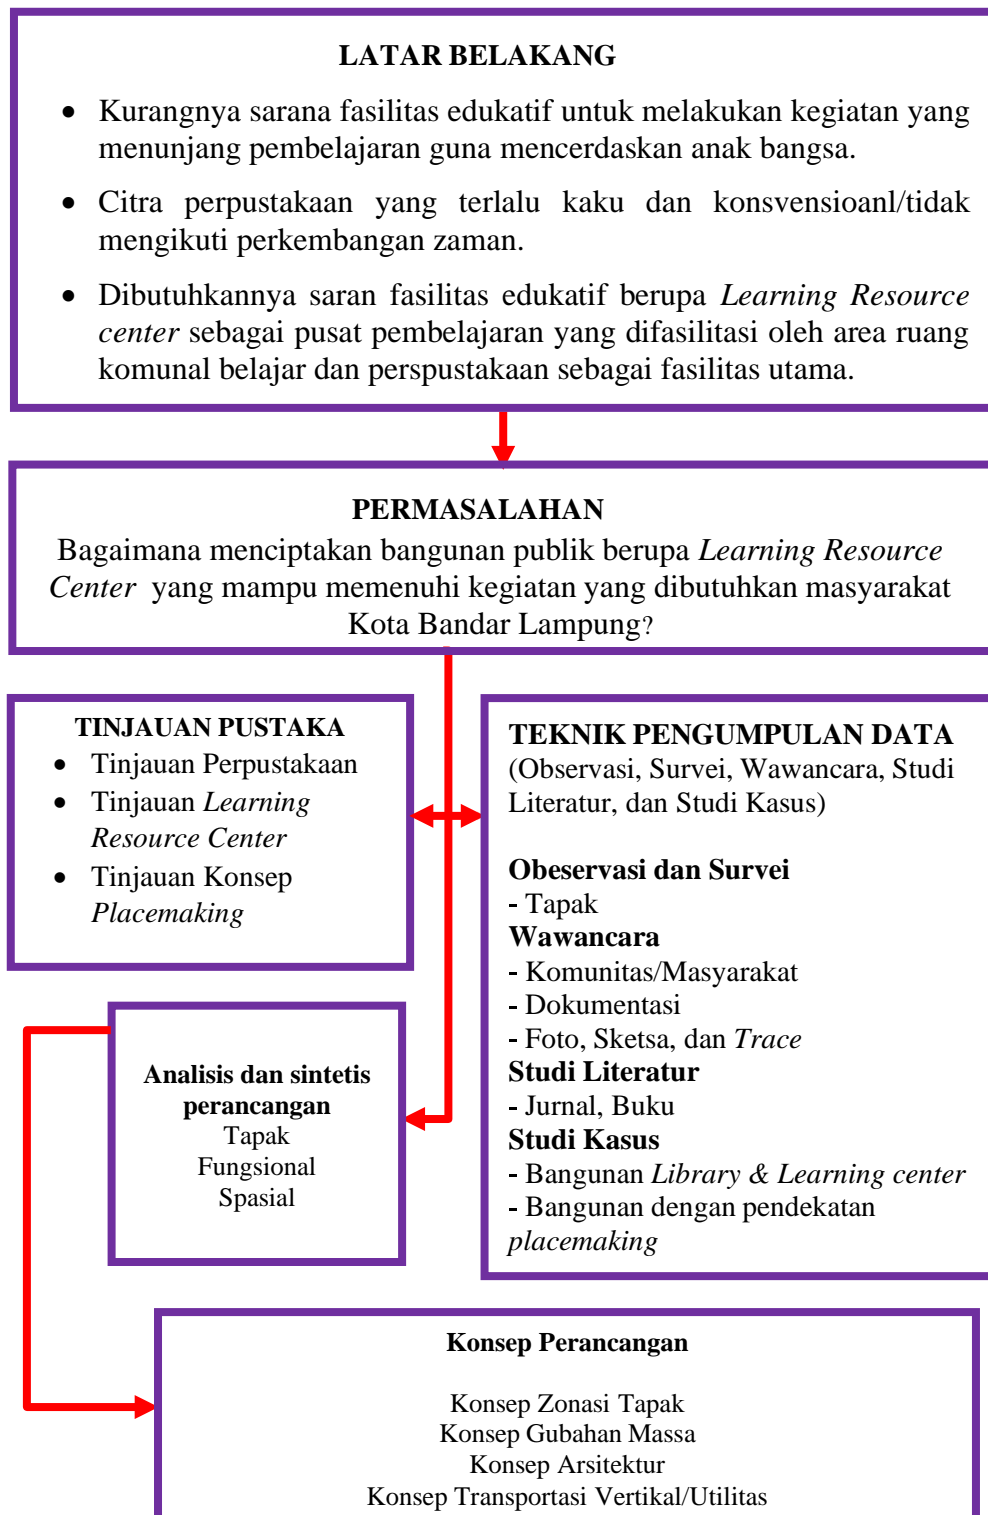 LATAR BELAKANG
• Kurangnya sarana fasilitas edukatif untuk melakukan kegiatan yang
menunjang pembelajaran guna mencerdaskan anak bangsa.
• Citra perpustakaan yang terlalu kaku dan konsvensioanl/tidak
mengikuti perkembangan zaman.
• Dibutuhkannya saran fasilitas edukatif berupa Learning Resource
center sebagai pusat pembelajaran yang difasilitasi oleh area ruang
komunal belajar dan perspustakaan sebagai fasilitas utama.
PERMASALAHAN
Bagaimana menciptakan bangunan publik berupa Learning Resource
Center yang mampu memenuhi kegiatan yang dibutuhkan masyarakat
Kota Bandar Lampung?
TINJAUAN PUSTAKA
• Tinjauan Perpustakaan
• Tinjauan Learning
Resource Center
• Tinjauan Konsep
Placemaking
TEKNIK PENGUMPULAN DATA
(Observasi, Survei, Wawancara, Studi
Literatur, dan Studi Kasus)
Obeservasi dan Survei
- Tapak
Wawancara
- Komunitas/Masyarakat
- Dokumentasi
- Foto, Sketsa, dan Trace
Studi Literatur
- Jurnal, Buku
Studi Kasus
- Bangunan Library & Learning center
- Bangunan dengan pendekatan
placemaking
Analisis dan sintetis
perancangan
Tapak
Fungsional
Spasial
Konsep Perancangan
Konsep Zonasi Tapak
Konsep Gubahan Massa
Konsep Arsitektur
Konsep Transportasi Vertikal/Utilitas